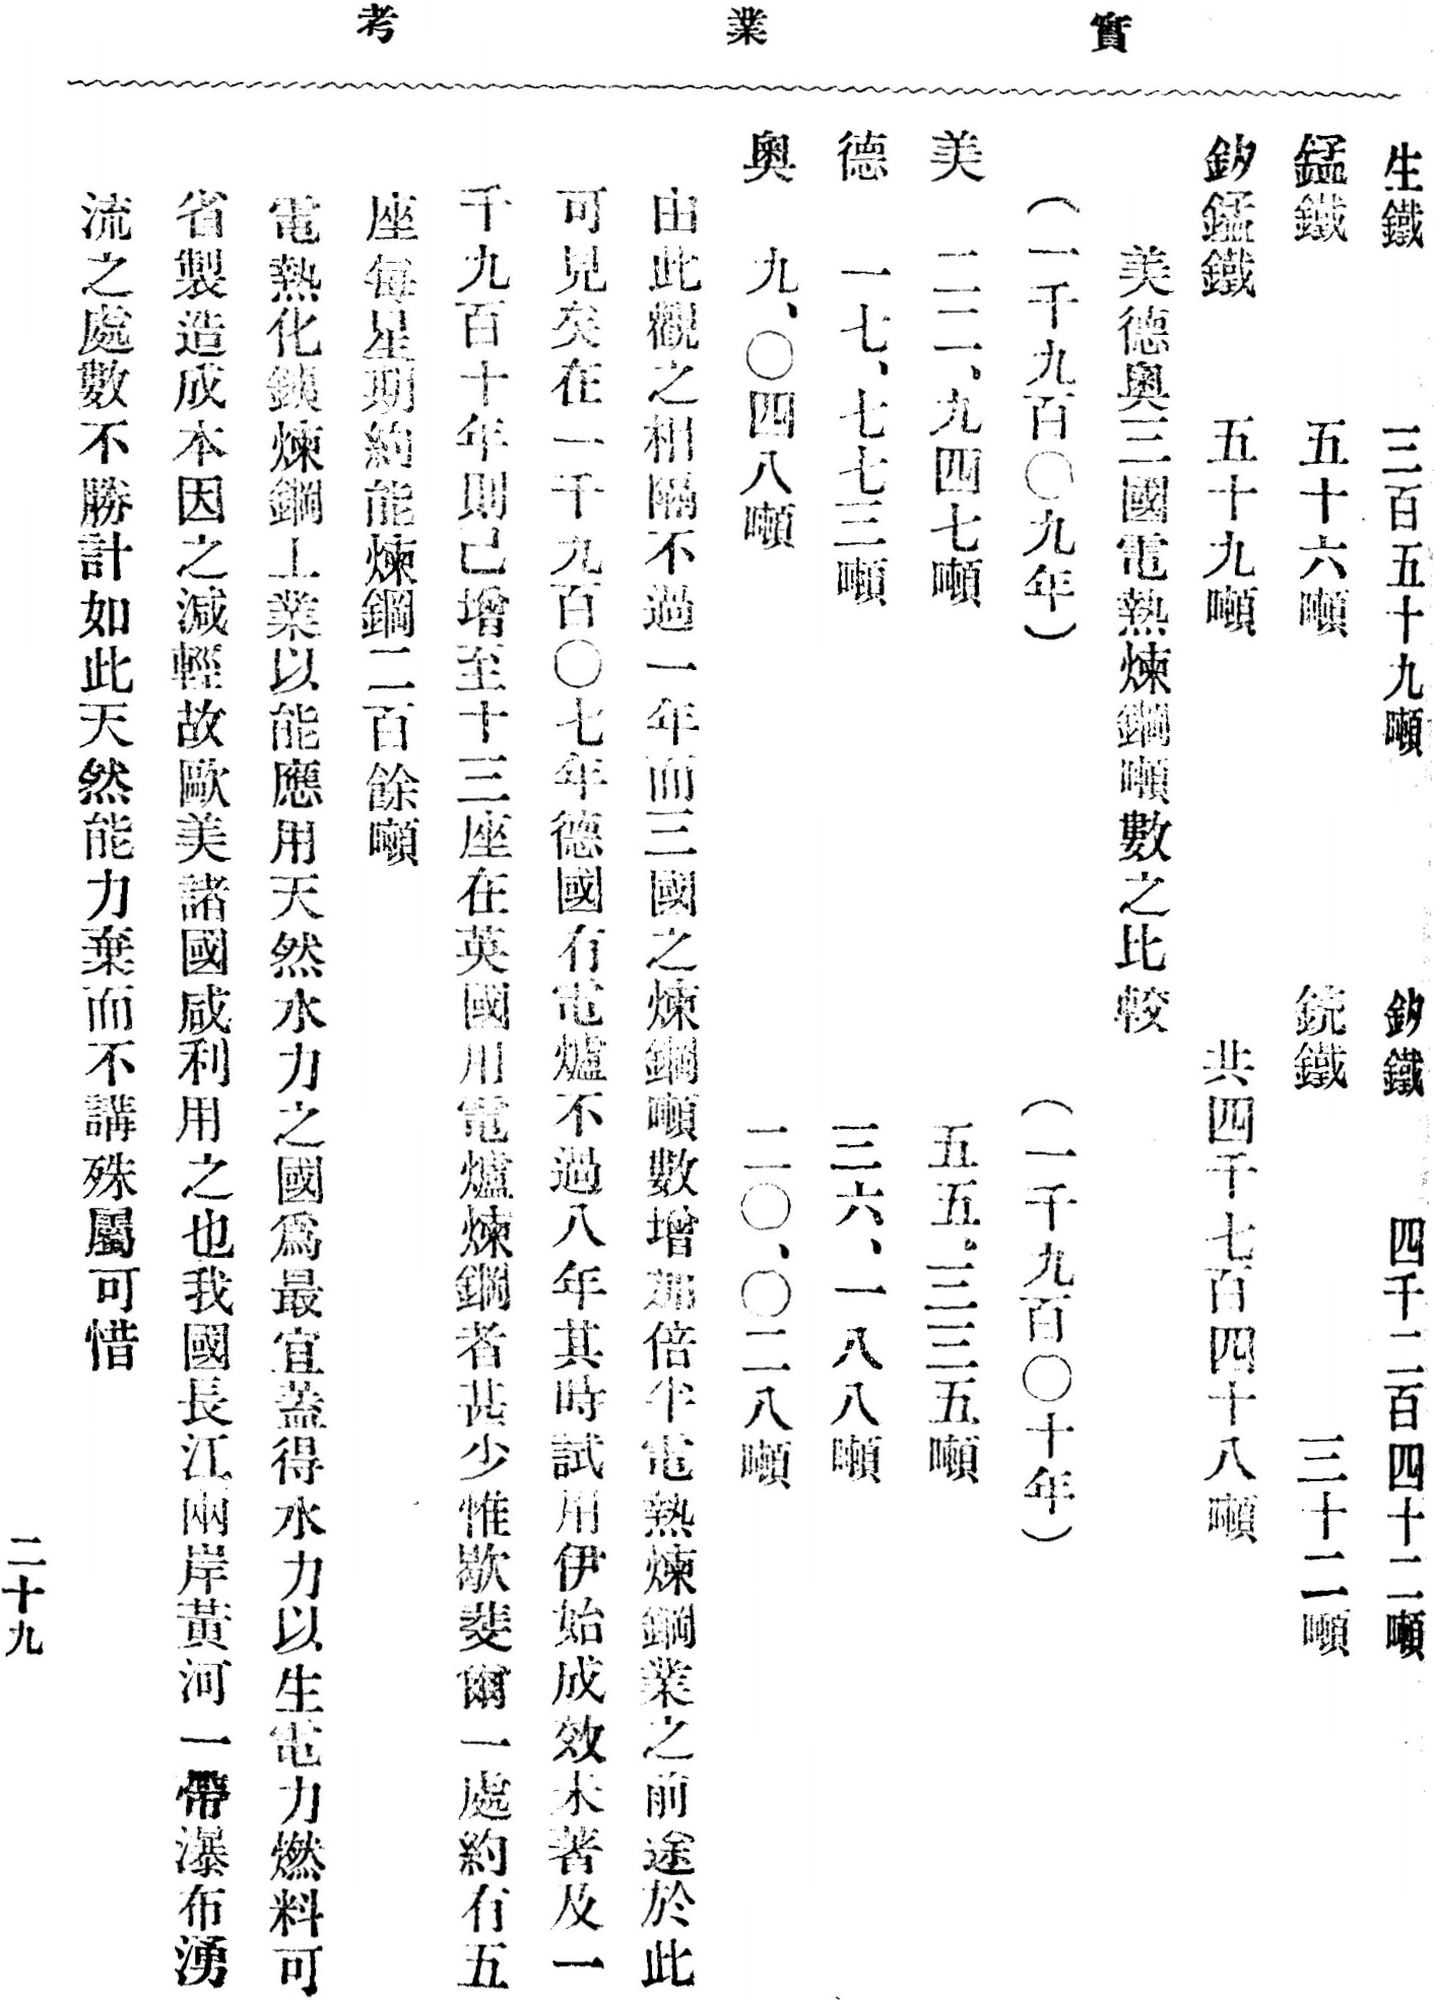 實業考
生鐵　三百五十九噸　鈔鐵　四千二百四十二噸
錳鐵　五十六噸　銃鐵　三十二噸
鈔錳鐵　五十九噸　共四千七百四十八噸
美德奧三國電熱煉鋼噸數之比較
（一千九百〇九年）　（一千九百〇十年）
美　二二、九四七噸　五五、三三五噸
德　一七、七七三噸　三六、一八八噸
奧　九、〇四八噸　二〇、〇二八噸
由此觀之相隔不過一年而三國之煉鋼噸數增加倍半電熱煉鋼業之前途於此
可見矣在一千九百〇七年德國有電爐不過八年其時試用伊始成效未著及一
千九百十年則已增至十三座在英國用電爐煉鋼者甚少惟歇斐爾一處約有五
座每星期約能煉鋼二百餘噸
電熱化鐵煉鋼工業以能應用天然水力之國爲最宜蓋得水力以生電力燃料可
省製造成本因之減輕故歐美諸國咸利用之也我國長江兩岸黃河一帶瀑布湧
流之處數不勝計如此天然能力棄而不講殊屬可惜
二十九